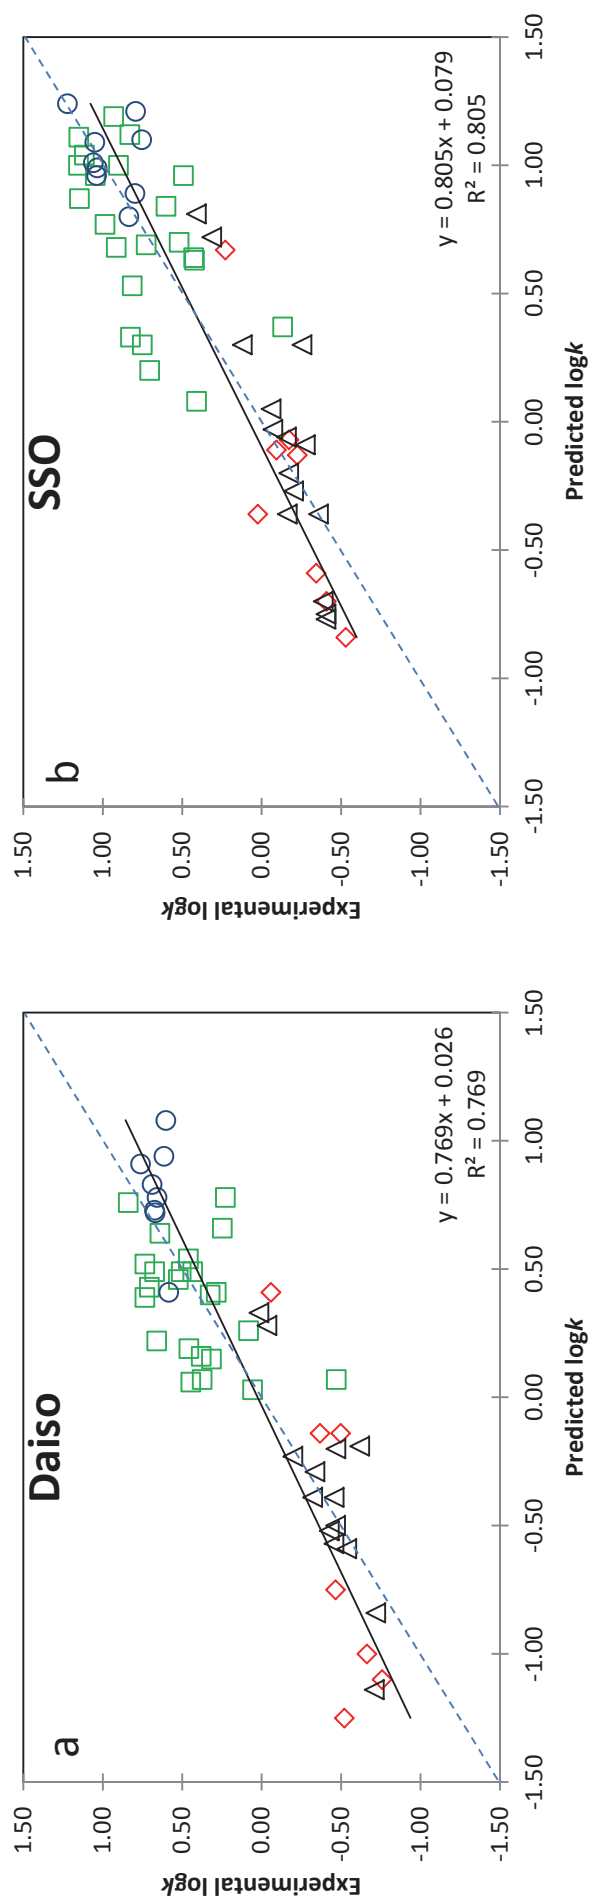 Daiso
a
1.50
1.00
0.50
0.00
-0.50
-1.00
-1.50
Experimental logk
-1.50
-1.00
-0.50
0.00
0.50
1.00
1.50
Predicted logk
y = 0.769x + 0.026
R² = 0.769
SSO
b
1.50
1.00
0.50
0.00
-0.50
-1.00
-1.50
Experimental logk
-1.50
-1.00
-0.50
0.00
0.50
1.00
1.50
Predicted logk
y = 0.805x + 0.079
R² = 0.805